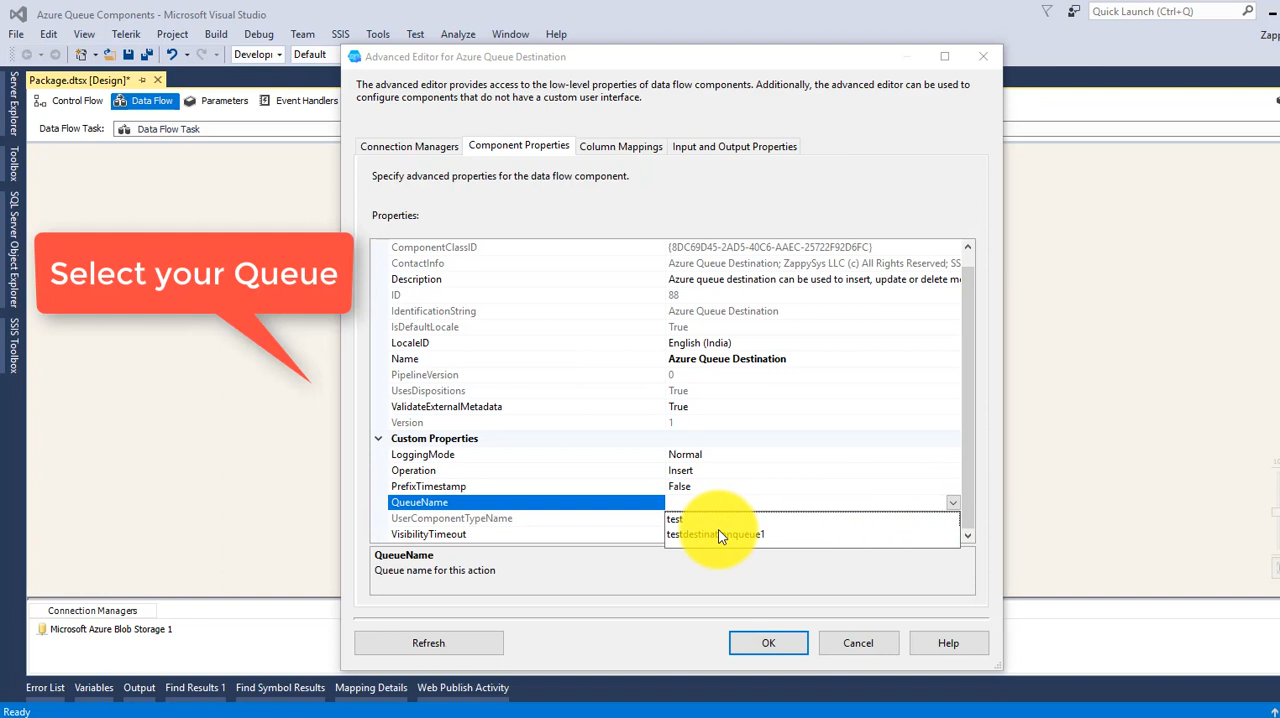 Azure Queue Components - Microsoft Visual Studio
Quick Launch (Ctrl+Q)
File Edit View Telerik Project Build Debug Team SSIS Tools Test Analyze Window Help
Develop Default
Package.dtsx [Design]*
Control Flow Data Flow Parameters Event Handlers
Data Flow Task: Data Flow Task
Server Explorer
Toolbox
SQL Server Object Explorer
SSIS Toolbox
Select your Queue
Advanced Editor for Azure Queue Destination
The advanced editor provides access to the low-level properties of data flow components. Additionally, the advanced editor can be used to
configure components that do not have a custom user interface.
Connection Managers Component Properties Column Mappings Input and Output Properties
Specify advanced properties for the data flow component.
Properties:
ComponentClassID {8DC69D45-2AD5-40C6-AAEC-25722F92D6FC}
ContactInfo Azure Queue Destination; ZappySys LLC (c) All Rights Reserved; SS
Description Azure queue destination can be used to insert, update or delete me
ID 88
IdentificationString Azure Queue Destination
IsDefaultLocale True
LocaleID English (India)
Name Azure Queue Destination
PipelineVersion 0
UsesDispositions True
ValidateExternalMetadata True
Version 1
Custom Properties
LoggingMode Normal
Operation Insert
PrefixTimestamp False
QueueName
UserComponentTypeName test
VisibilityTimeout testdestinationqueue1
QueueName
Queue name for this action
Refresh OK Cancel Help
Connection Managers
Microsoft Azure Blob Storage 1
Error List Variables Output Find Results 1 Find Symbol Results Mapping Details Web Publish Activity
Ready